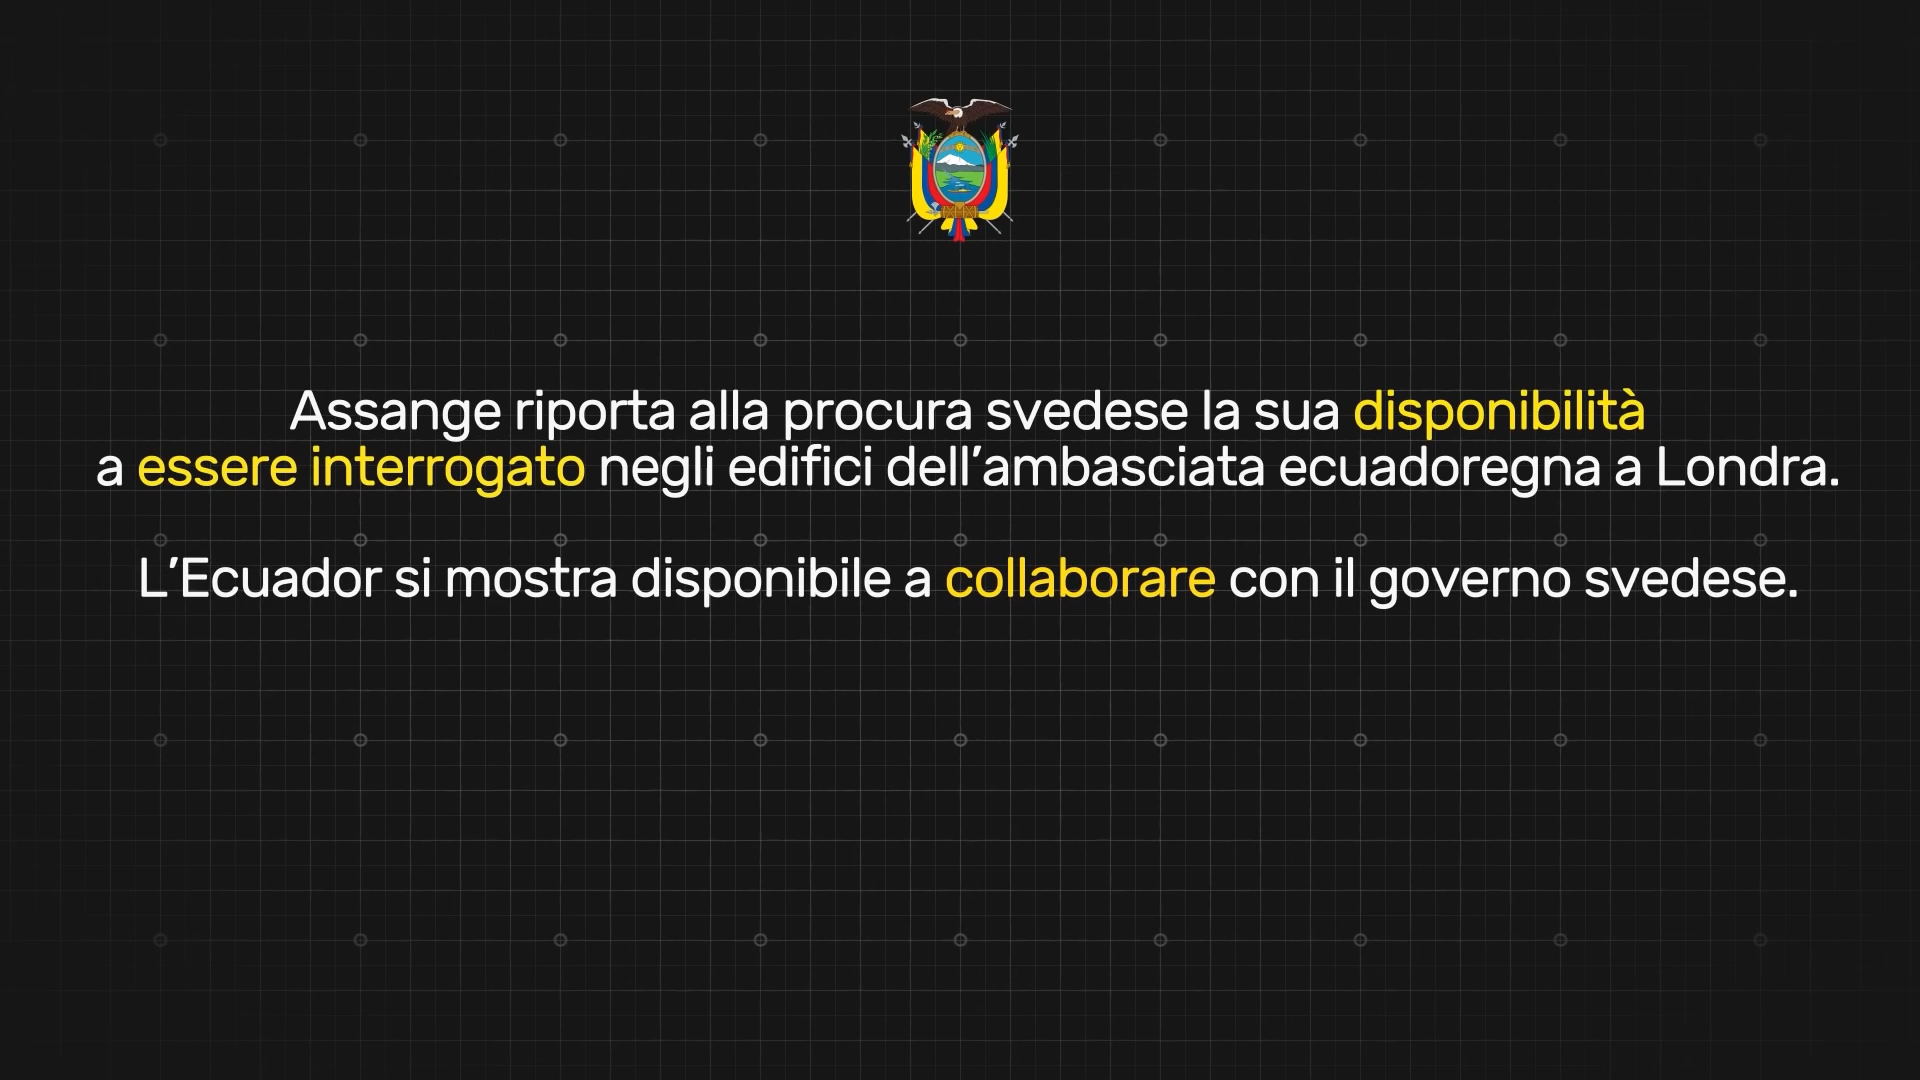 Assange riporta alla procura svedese la sua disponibilità
a essere interrogato negli edifici dell’ambasciata ecuadoregna a Londra.
L’Ecuador si mostra disponibile a collaborare con il governo svedese.